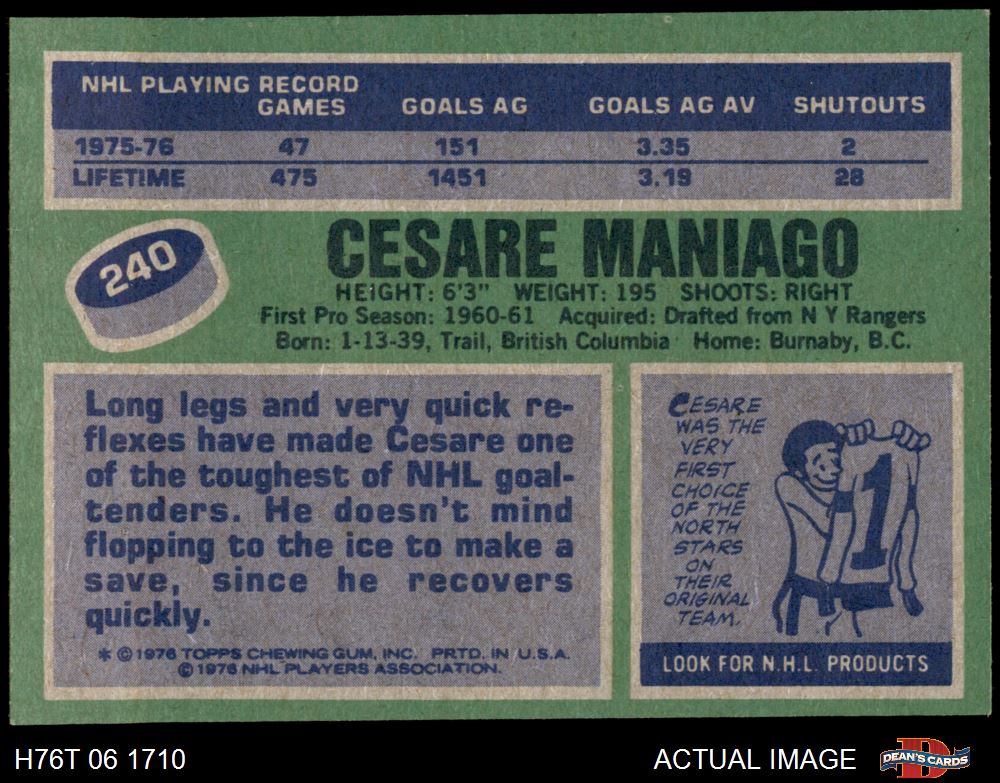 NHL PLAYING RECORD
GAMES GOALS AG GOALS AG AV SHUTOUTS
1975-76 47 151 3.35 2
LIFETIME 475 1451 3.19 28
240
CESARE MANIAGO
HEIGHT: 6'3" WEIGHT: 195 SHOOTS: RIGHT
First Pro Season: 1960-61 Acquired: Drafted from N Y Rangers
Born: 1-13-39, Trail, British Columbia Home: Burnaby, B.C.
Long legs and very quick re-
flexes have made Cesare one
of the toughest of NHL goal-
tenders. He doesn't mind
flopping to the ice to make a
save, since he recovers
quickly.
* © 1976 TOPPS CHEWING GUM, INC. PRTD. IN U.S.A.
© 1976 NHL PLAYERS ASSOCIATION.
CESARE
WAS THE
VERY
FIRST
CHOICE
OF THE
NORTH
STARS
ON
THEIR
ORIGINAL
TEAM.
1
LOOK FOR N.H.L. PRODUCTS
H76T 06 1710 ACTUAL IMAGE
D
DEAN'S CARDS